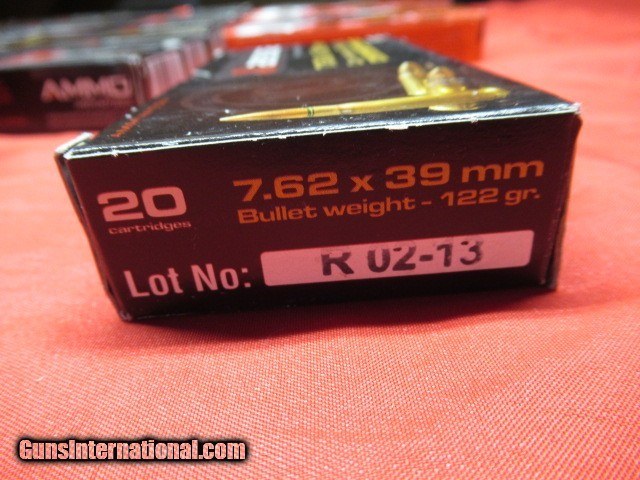 AMMO
20
cartridges
7.62 x 39 mm
Bullet weight - 122 gr.
Lot No:
R 02-13
GunsInternational.com